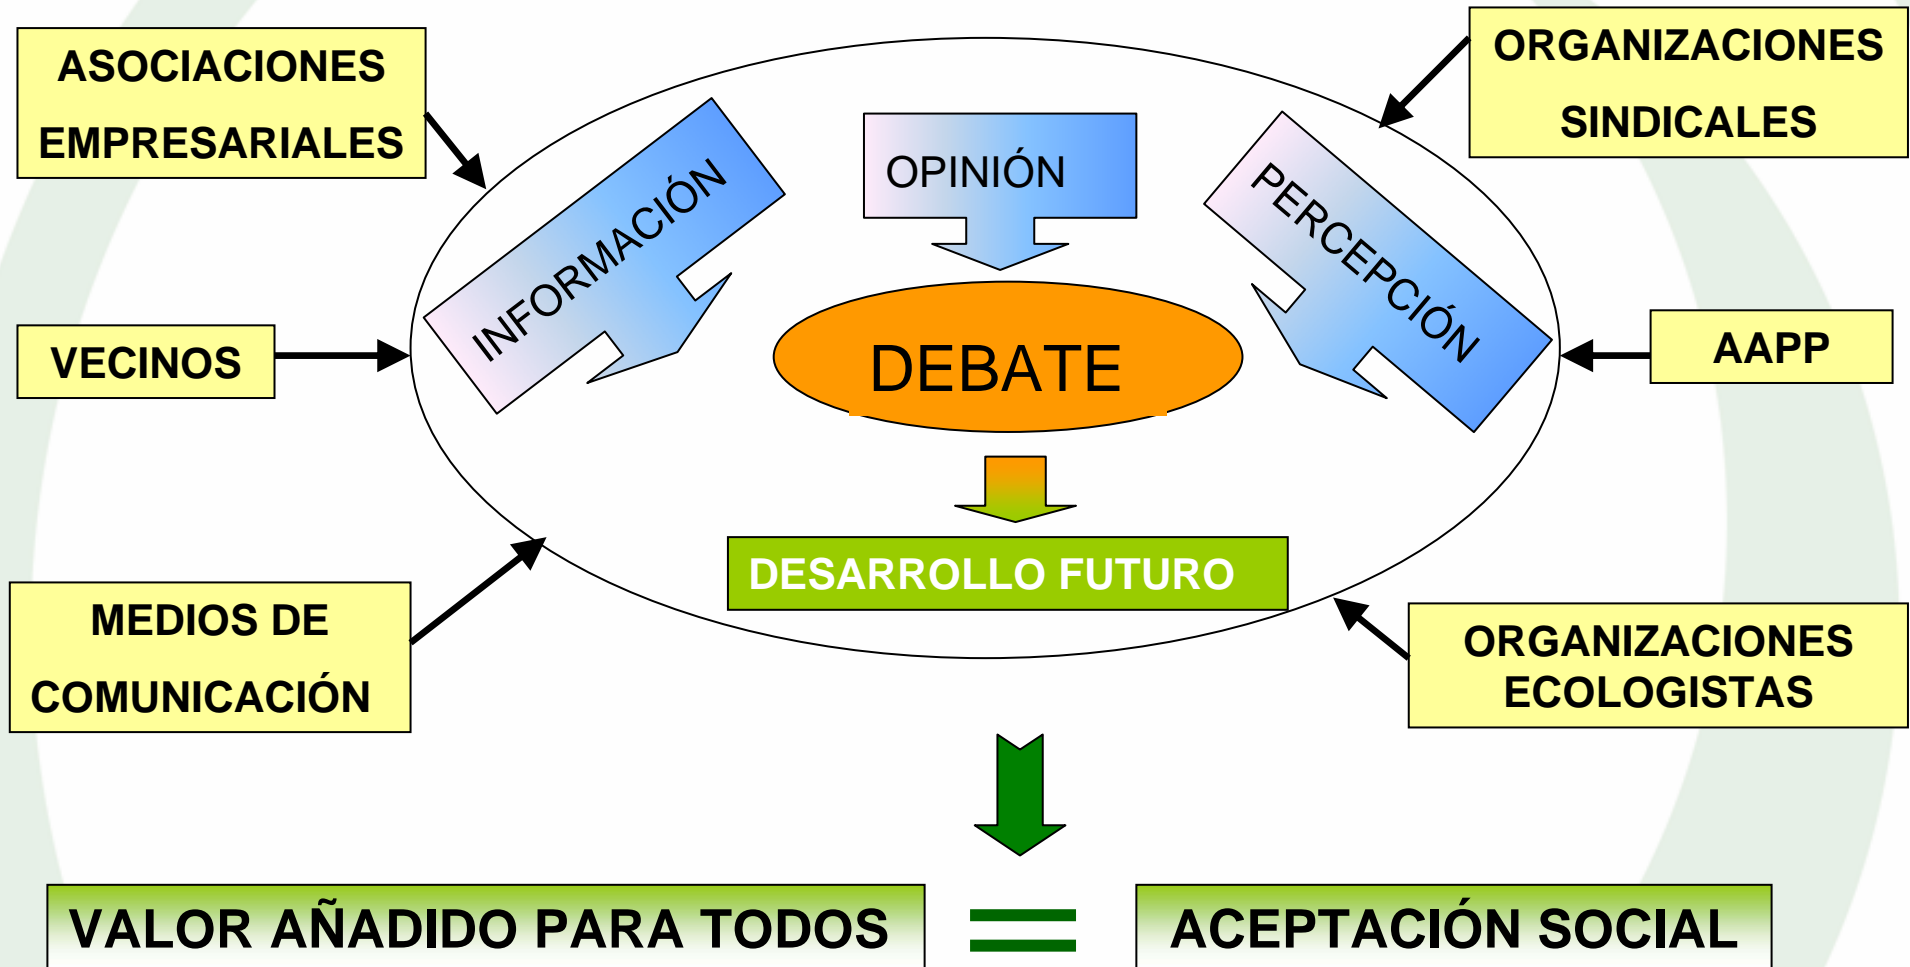 ASOCIACIONES
EMPRESARIALES
ORGANIZACIONES
SINDICALES
INFORMACIÓN
OPINIÓN
PERCEPCIÓN
VECINOS
DEBATE
AAPP
DESARROLLO FUTURO
MEDIOS DE
COMUNICACIÓN
ORGANIZACIONES
ECOLOGISTAS
VALOR AÑADIDO PARA TODOS
ACEPTACIÓN SOCIAL